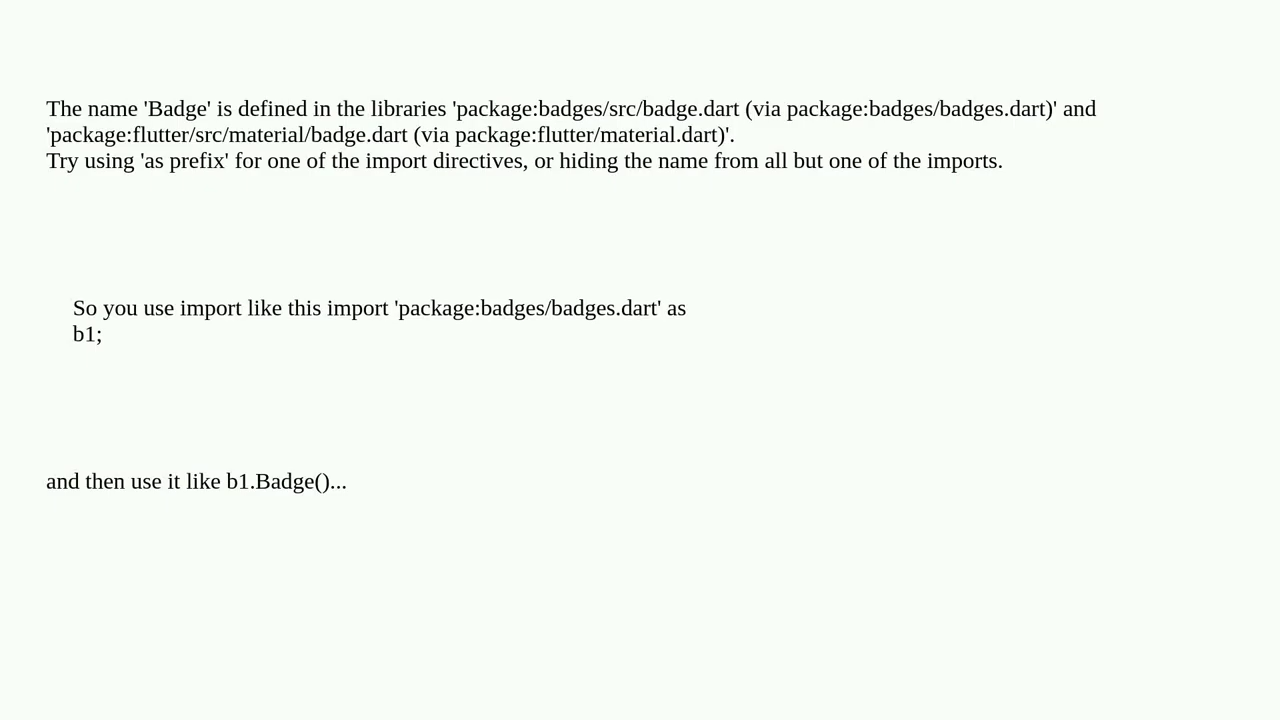 The name 'Badge' is defined in the libraries 'package:badges/src/badge.dart (via package:badges/badges.dart)' and
'package:flutter/src/material/badge.dart (via package:flutter/material.dart)'.
Try using 'as prefix' for one of the import directives, or hiding the name from all but one of the imports.
So you use import like this import 'package:badges/badges.dart' as
b1;
and then use it like b1.Badge()...